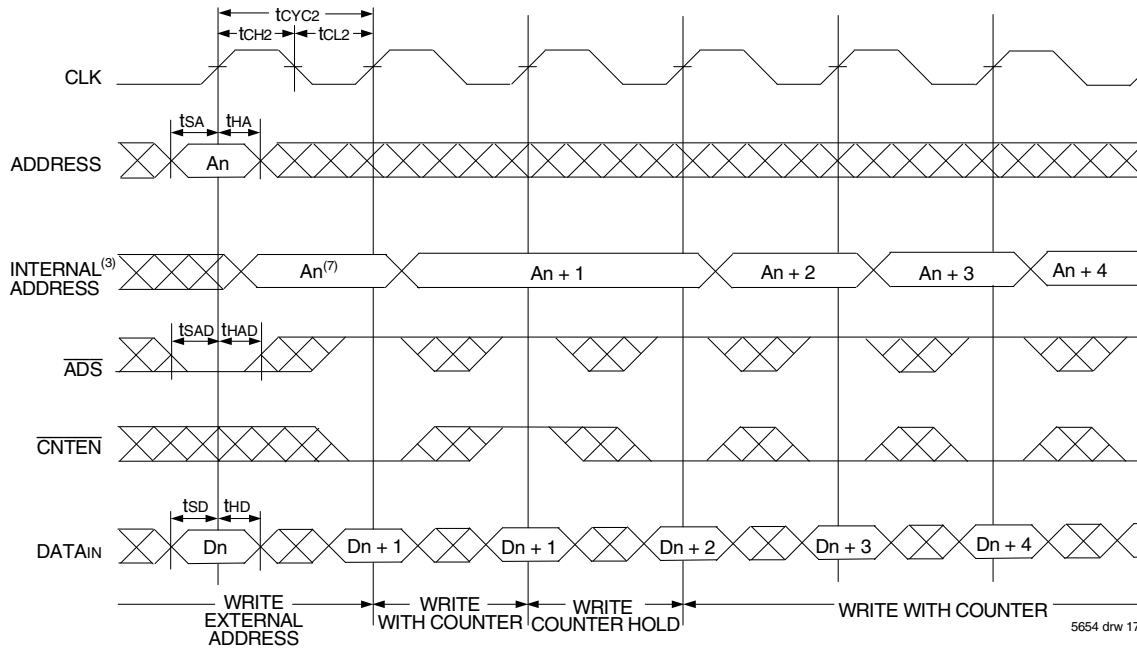 tCYC2
tCH2 tCL2
CLK
tSA tHA
ADDRESS An
INTERNAL(3) ADDRESS An(7) An + 1 An + 2 An + 3 An + 4
tSAD tHAD
ADS
CNTEN
tSD tHD
DATAIN Dn Dn + 1 Dn + 1 Dn + 2 Dn + 3 Dn + 4
WRITE EXTERNAL ADDRESS
WRITE WITH COUNTER
WRITE COUNTER HOLD
WRITE WITH COUNTER
5654 drw 17